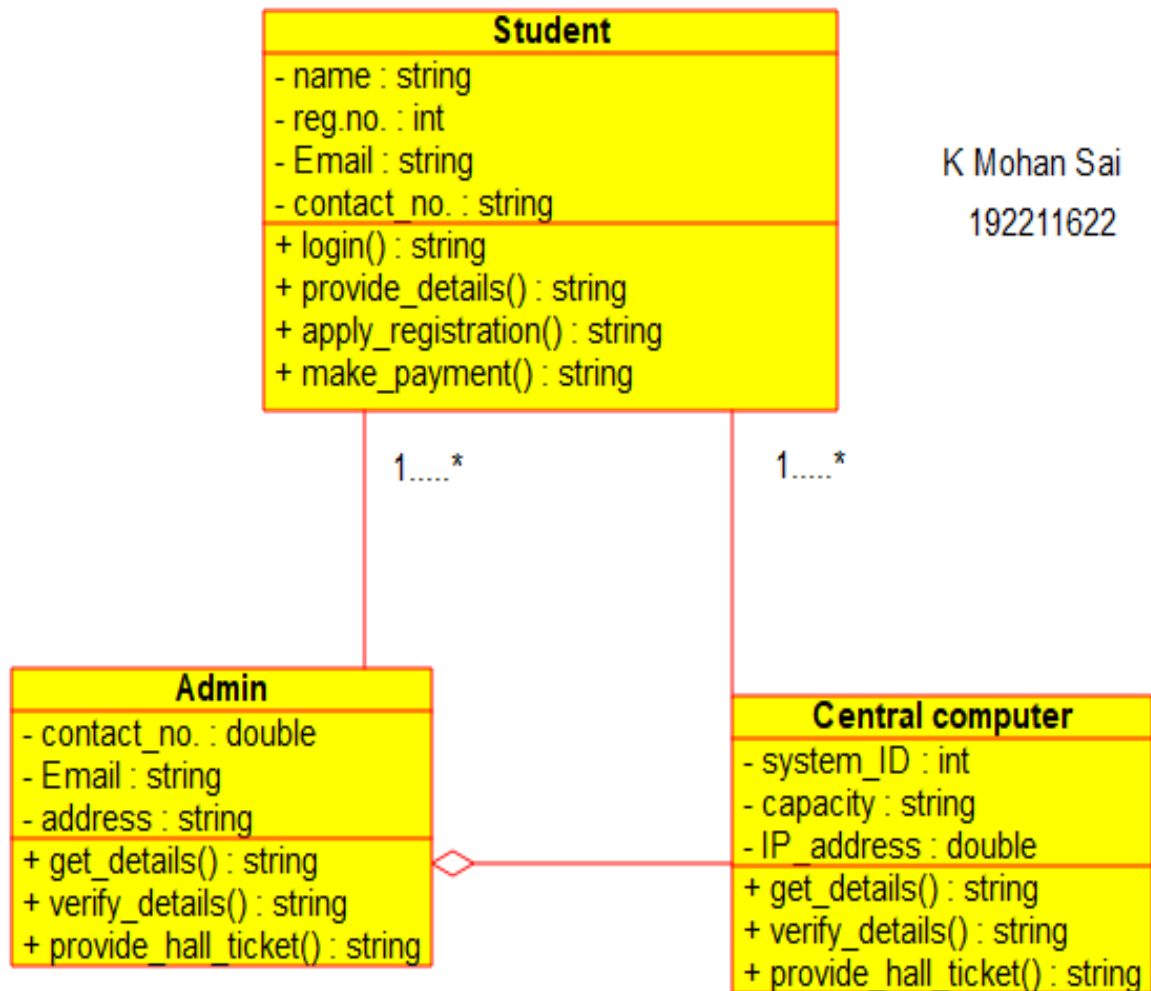 Student
- name : string
- reg.no. : int
- Email : string
- contact_no. : string
+ login() : string
+ provide_details() : string
+ apply_registration() : string
+ make_payment() : string
K Mohan Sai
192211622
1.....*
1.....*
Admin
- contact_no. : double
- Email : string
- address : string
+ get_details() : string
+ verify_details() : string
+ provide_hall_ticket() : string
Central computer
- system_ID : int
- capacity : string
- IP_address : double
+ get_details() : string
+ verify_details() : string
+ provide_hall_ticket() : string